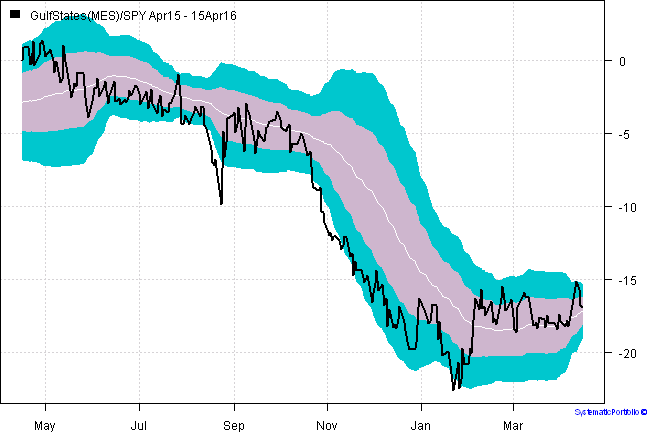 GulfStates(MES)/SPY Apr15 - 15Apr16
0
-5
-10
-15
-20
May Jul Sep Nov Jan Mar
SystematicPortfolio ©